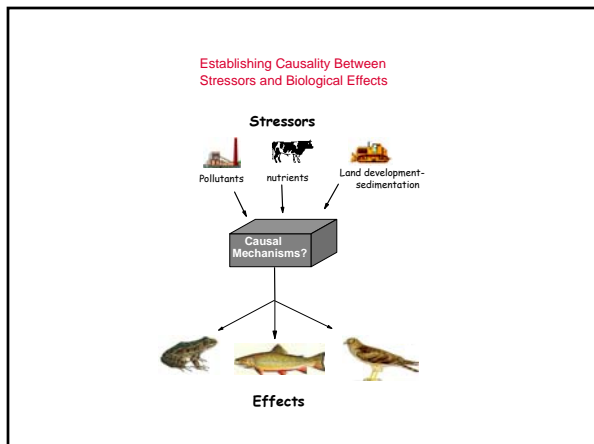 Establishing Causality Between
Stressors and Biological Effects
Stressors
Pollutants
nutrients
Land development-
sedimentation
Causal
Mechanisms?
Effects